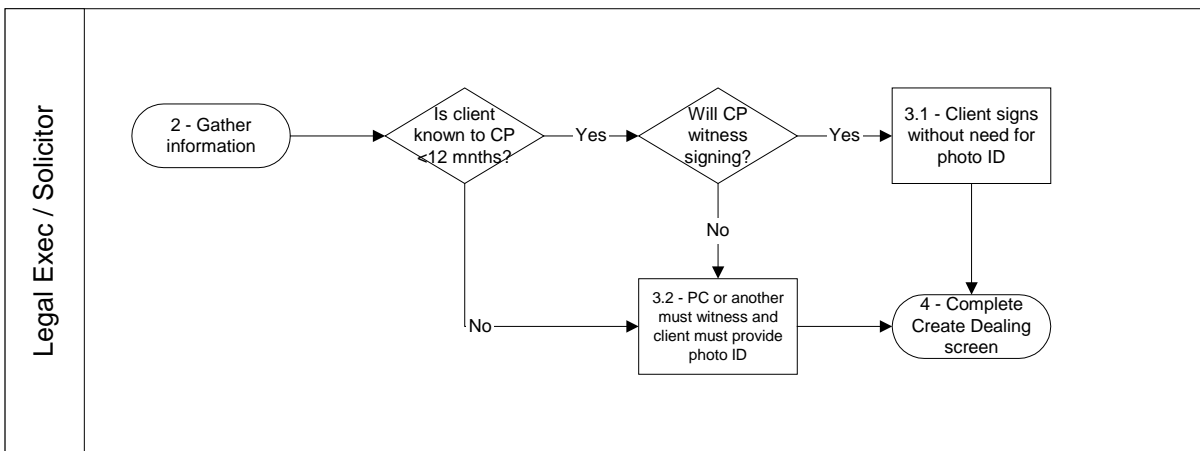 Legal Exec / Solicitor
2 - Gather
information
Is client
known to CP
<12 mnths?
Yes
Will CP
witness
signing?
Yes
3.1 - Client signs
without need for
photo ID
No
No
3.2 - PC or another
must witness and
client must provide
photo ID
4 - Complete
Create Dealing
screen